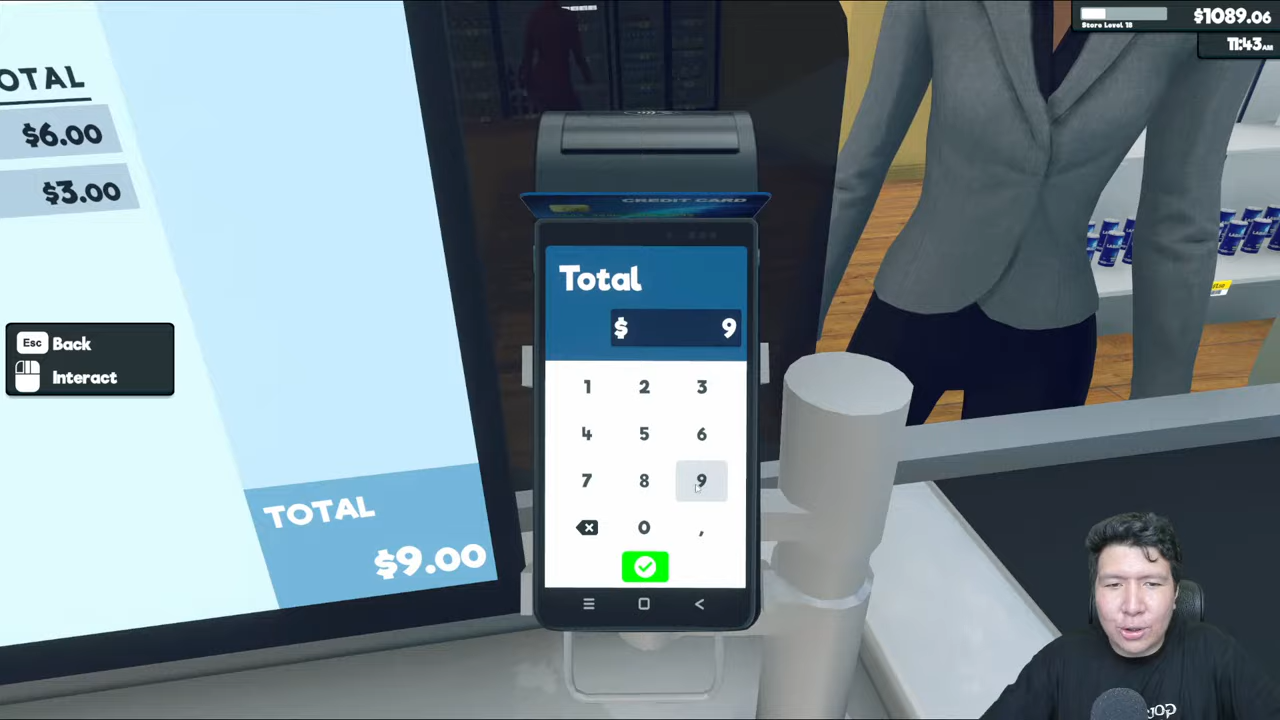 $1089.06
Store Level 18
11:43AM
TOTAL
$6.00
$3.00
CREDIT CARD
Total
$ 9
1 2 3
4 5 6
7 8 9
0 ,
Esc Back
Interact
TOTAL
$9.00